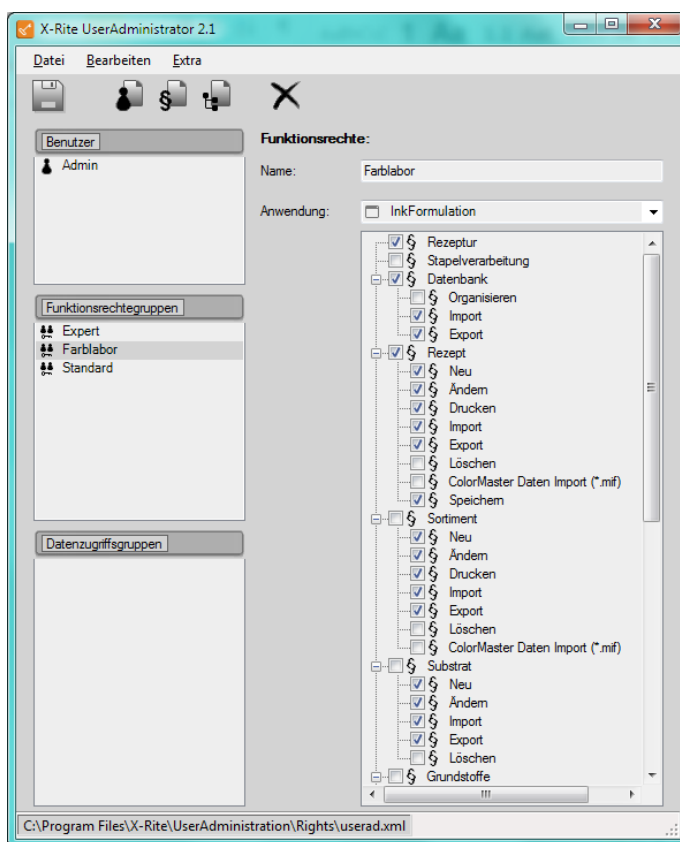 X-Rite UserAdministrator 2.1
Datei Bearbeiten Extra
Benutzer
Admin
Funktionsrechtegruppen
Expert
Farblabor
Standard
Datenzugriffsgruppen
Funktionsrechte:
Name: Farblabor
Anwendung: InkFormulation
§ Rezeptur
§ Stapelverarbeitung
§ Datenbank
§ Organisieren
§ Import
§ Export
§ Rezept
§ Neu
§ Ändern
§ Drucken
§ Import
§ Export
§ Löschen
§ ColorMaster Daten Import (*.mif)
§ Speichern
§ Sortiment
§ Neu
§ Ändern
§ Drucken
§ Import
§ Export
§ Löschen
§ ColorMaster Daten Import (*.mif)
§ Substrat
§ Neu
§ Ändern
§ Import
§ Export
§ Löschen
§ Grundstoffe
C:\Program Files\X-Rite\UserAdministration\Rights\userad.xml